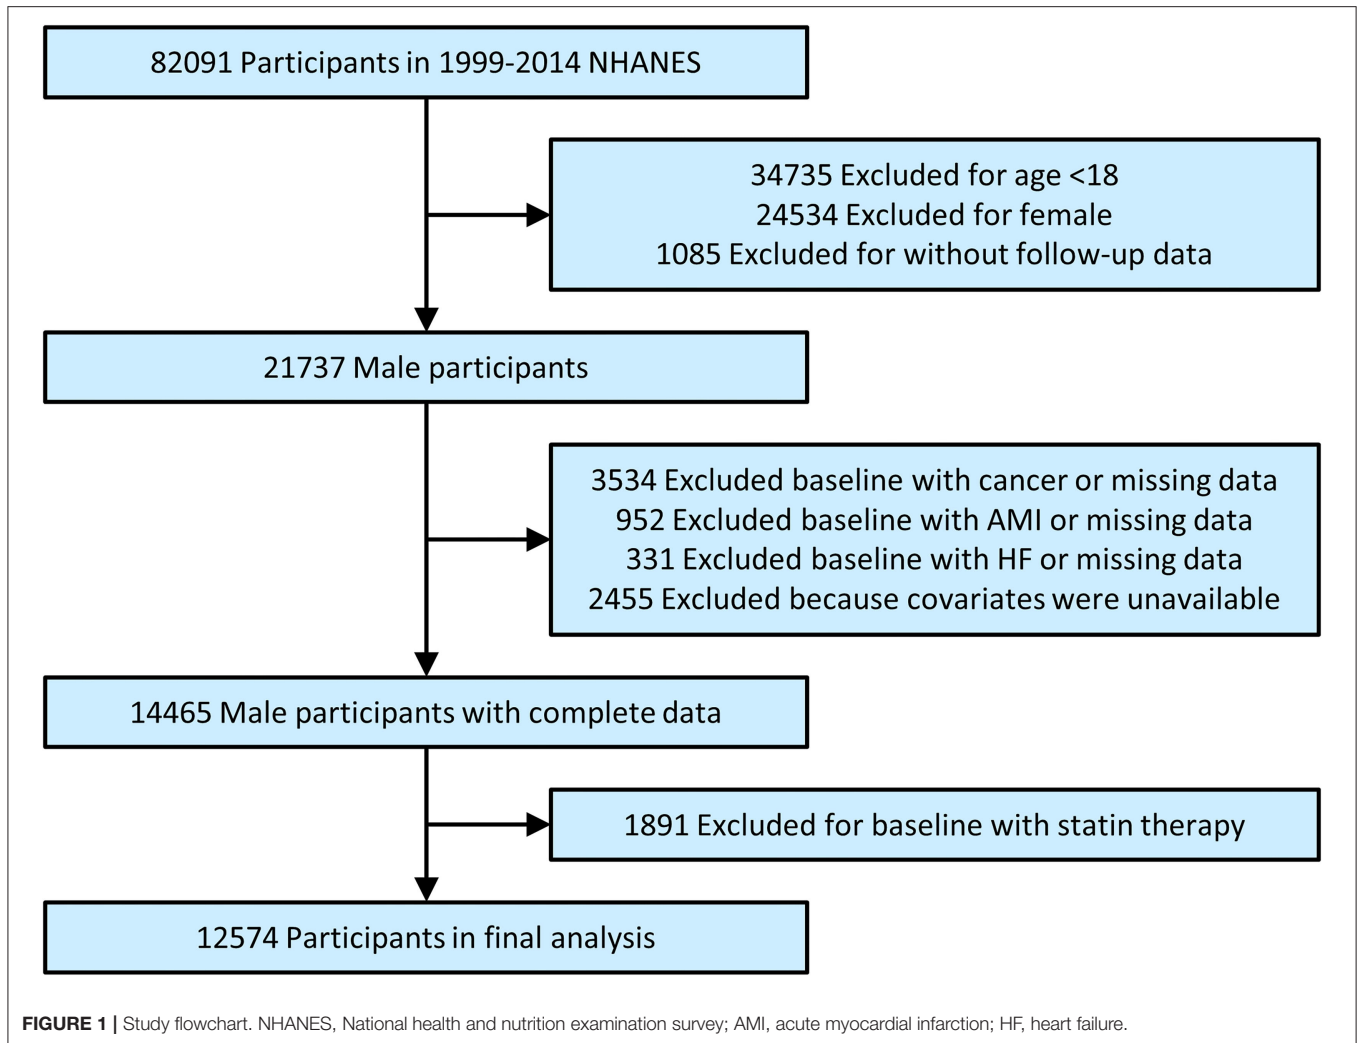 82091 Participants in 1999-2014 NHANES
34735 Excluded for age <18
24534 Excluded for female
1085 Excluded for without follow-up data
21737 Male participants
3534 Excluded baseline with cancer or missing data
952 Excluded baseline with AMI or missing data
331 Excluded baseline with HF or missing data
2455 Excluded because covariates were unavailable
14465 Male participants with complete data
1891 Excluded for baseline with statin therapy
12574 Participants in final analysis
FIGURE 1 | Study flowchart. NHANES, National health and nutrition examination survey; AMI, acute myocardial infarction; HF, heart failure.